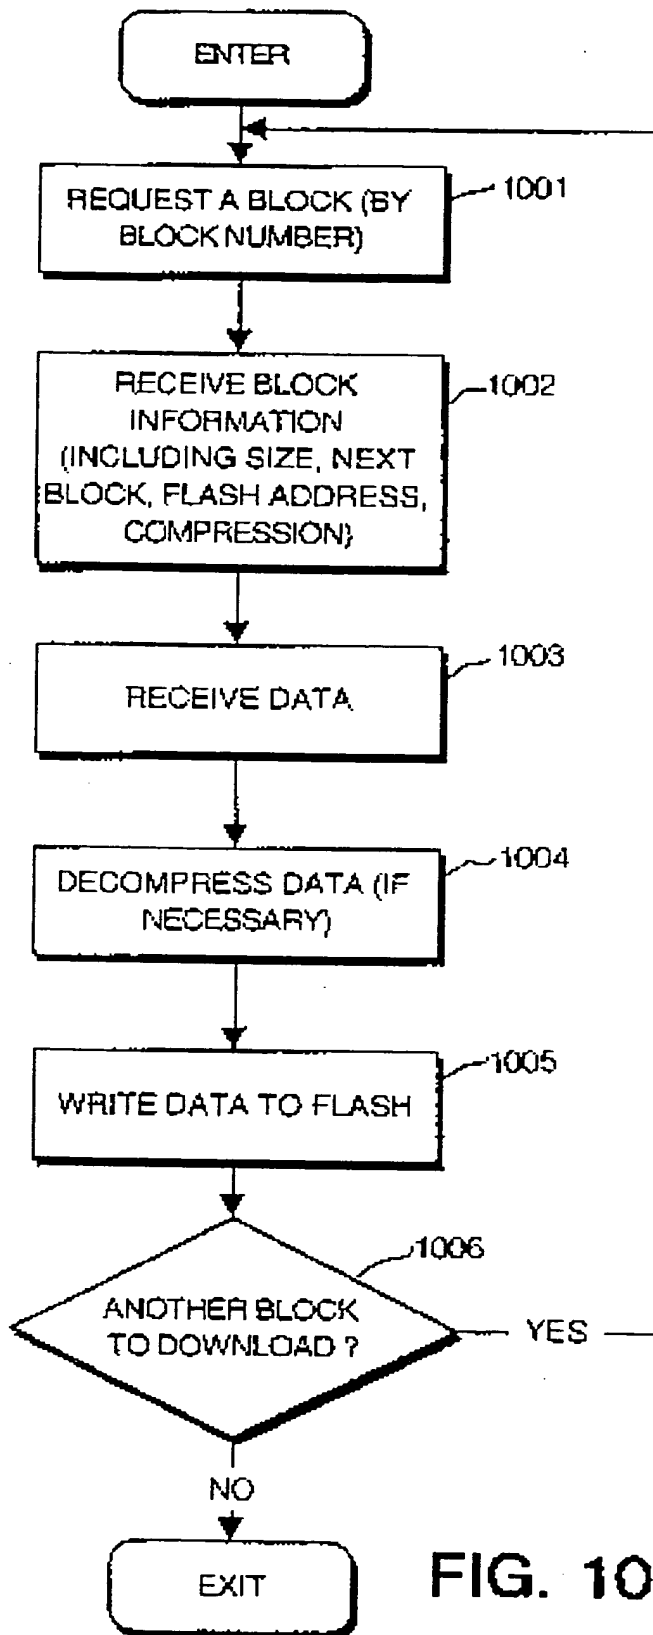 ENTER
REQUEST A BLOCK (BY
BLOCK NUMBER)
1001
RECEIVE BLOCK
INFORMATION
(INCLUDING SIZE, NEXT
BLOCK, FLASH ADDRESS,
COMPRESSION)
1002
RECEIVE DATA
1003
DECOMPRESS DATA (IF
NECESSARY)
1004
WRITE DATA TO FLASH
1005
ANOTHER BLOCK
TO DOWNLOAD ?
1006
YES
NO
EXIT
FIG. 10